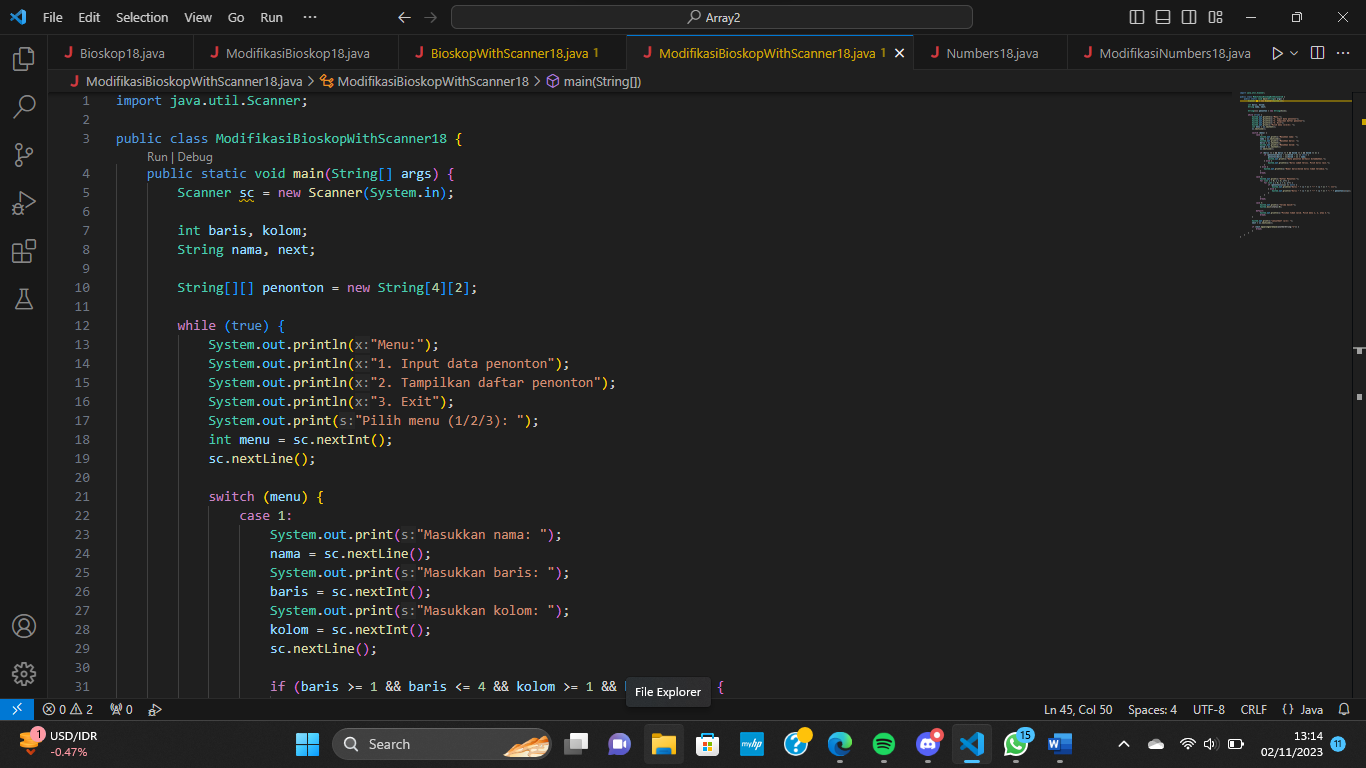 File Edit Selection View Go Run ··· Array2
Bioskop18.java ModifikasiBioskop18.java BioskopWithScanner18.java 1 ModifikasiBioskopWithScanner18.java 1 Numbers18.java ModifikasiNumbers18.java
ModifikasiBioskopWithScanner18.java > ModifikasiBioskopWithScanner18 > main(String[])
1 import java.util.Scanner;
2
3 public class ModifikasiBioskopWithScanner18 {
Run | Debug
4 public static void main(String[] args) {
5 Scanner sc = new Scanner(System.in);
6
7 int baris, kolom;
8 String nama, next;
9
10 String[][] penonton = new String[4][2];
11
12 while (true) {
13 System.out.println(x:"Menu:");
14 System.out.println(x:"1. Input data penonton");
15 System.out.println(x:"2. Tampilkan daftar penonton");
16 System.out.println(x:"3. Exit");
17 System.out.print(s:"Pilih menu (1/2/3): ");
18 int menu = sc.nextInt();
19 sc.nextLine();
20
21 switch (menu) {
22 case 1:
23 System.out.print(s:"Masukkan nama: ");
24 nama = sc.nextLine();
25 System.out.print(s:"Masukkan baris: ");
26 baris = sc.nextInt();
27 System.out.print(s:"Masukkan kolom: ");
28 kolom = sc.nextInt();
29 sc.nextLine();
30
31 if (baris >= 1 && baris <= 4 && kolom >= 1 && {
File Explorer
0 2 0 Ln 45, Col 50 Spaces: 4 UTF-8 CRLF {} Java
1 USD/IDR
-0.47%
Search
myhp
?
15
W
13:14
02/11/2023
11